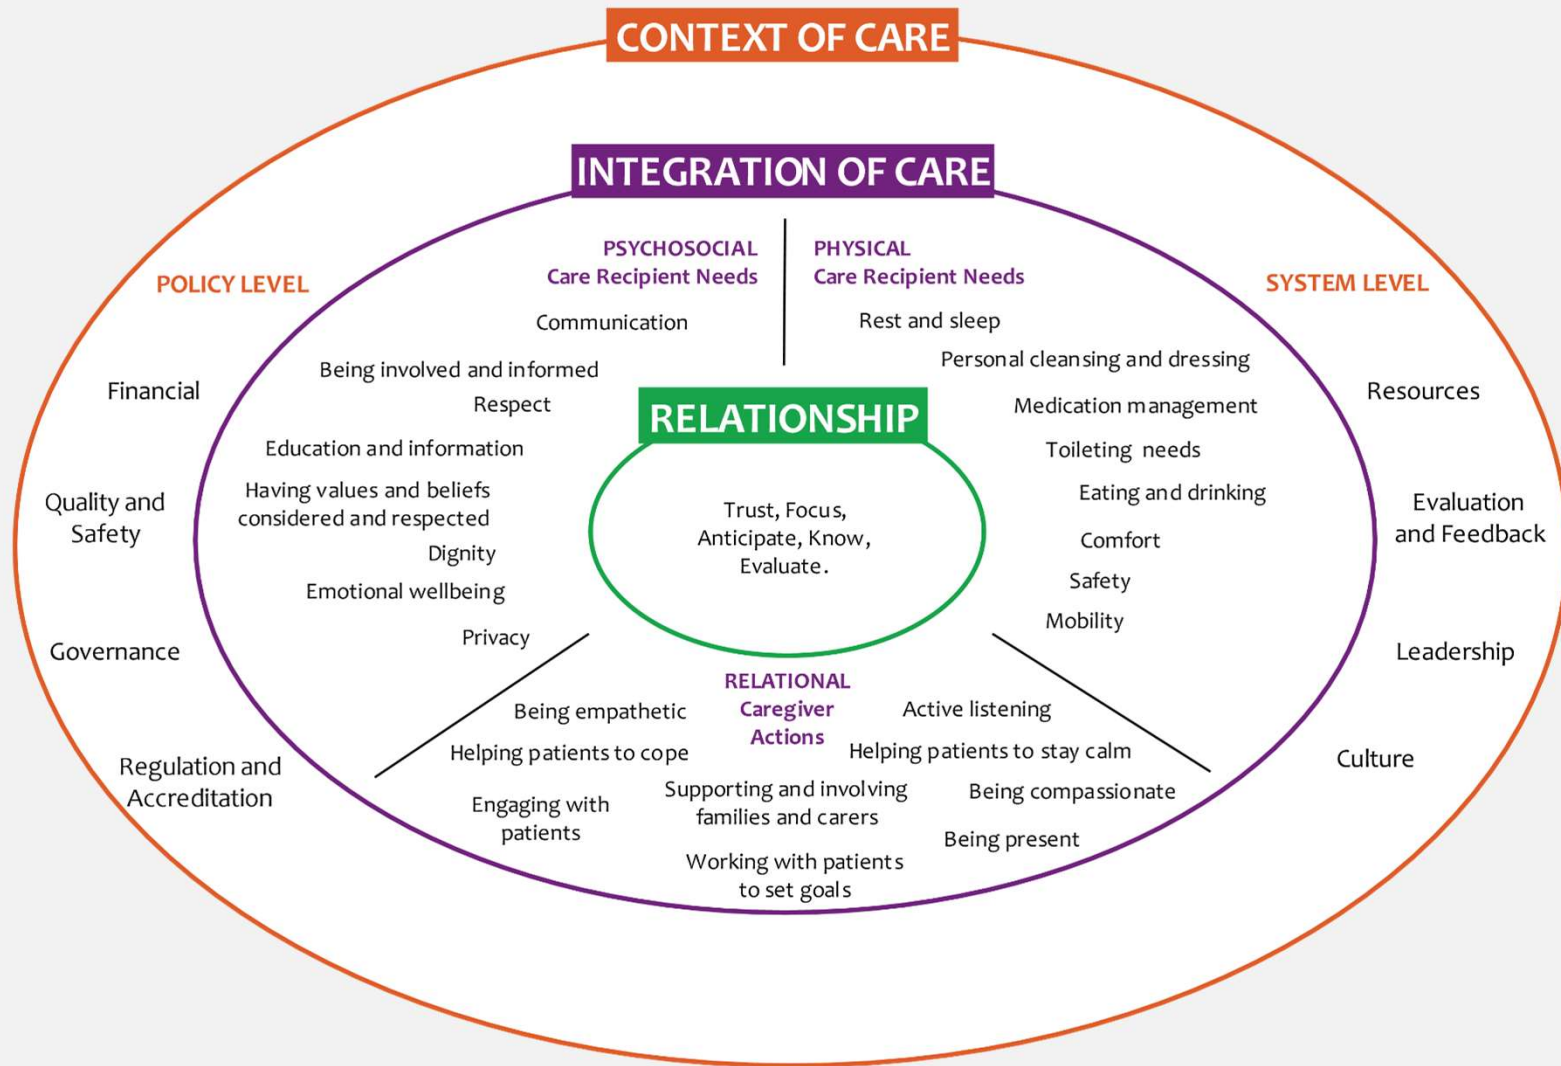 CONTEXT OF CARE
INTEGRATION OF CARE
PSYCHOSOCIAL
Care Recipient Needs
PHYSICAL
Care Recipient Needs
POLICY LEVEL
SYSTEM LEVEL
Communication
Being involved and informed
Respect
Education and information
Having values and beliefs
considered and respected
Dignity
Emotional wellbeing
Privacy
Rest and sleep
Personal cleansing and dressing
Medication management
Toileting needs
Eating and drinking
Comfort
Safety
Mobility
Financial
Quality and
Safety
Governance
Regulation and
Accreditation
Resources
Evaluation
and Feedback
Leadership
Culture
RELATIONSHIP
Trust, Focus,
Anticipate, Know,
Evaluate.
RELATIONAL
Caregiver
Actions
Being empathetic
Helping patients to cope
Engaging with
patients
Supporting and involving
families and carers
Working with patients
to set goals
Active listening
Helping patients to stay calm
Being compassionate
Being present